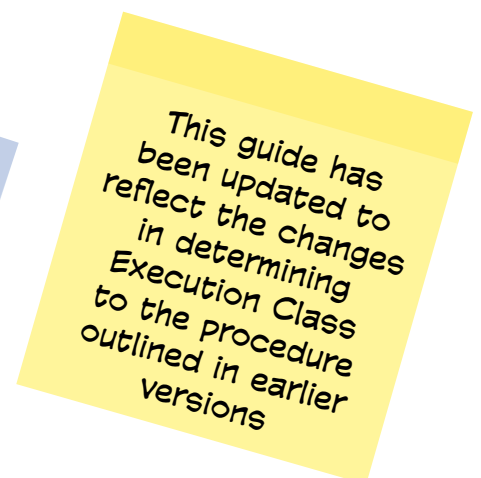 This guide has
been updated to
reflect the changes
in determining
Execution Class
to the procedure
outlined in earlier
versions